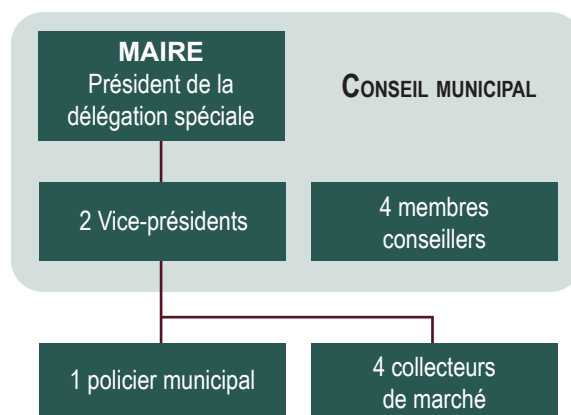 MAIRE
Président de la
délégation spéciale
CONSEIL MUNICIPAL
2 Vice-présidents
4 membres
conseillers
1 policier municipal
4 collecteurs
de marché